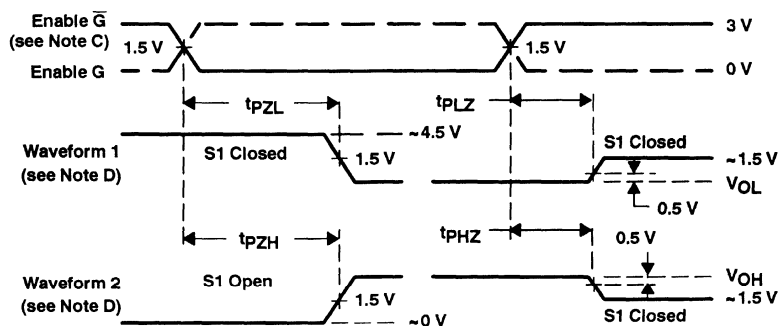 Enable G̅
(see Note C)
1.5 V
1.5 V
3 V
Enable G
0 V
tPZL
tPLZ
~4.5 V
S1 Closed
Waveform 1
(see Note D)
S1 Closed
1.5 V
~1.5 V
VOL
0.5 V
tPZH
tPHZ
0.5 V
Waveform 2
(see Note D)
S1 Open
1.5 V
VOH
~1.5 V
~0 V
S1 Closed